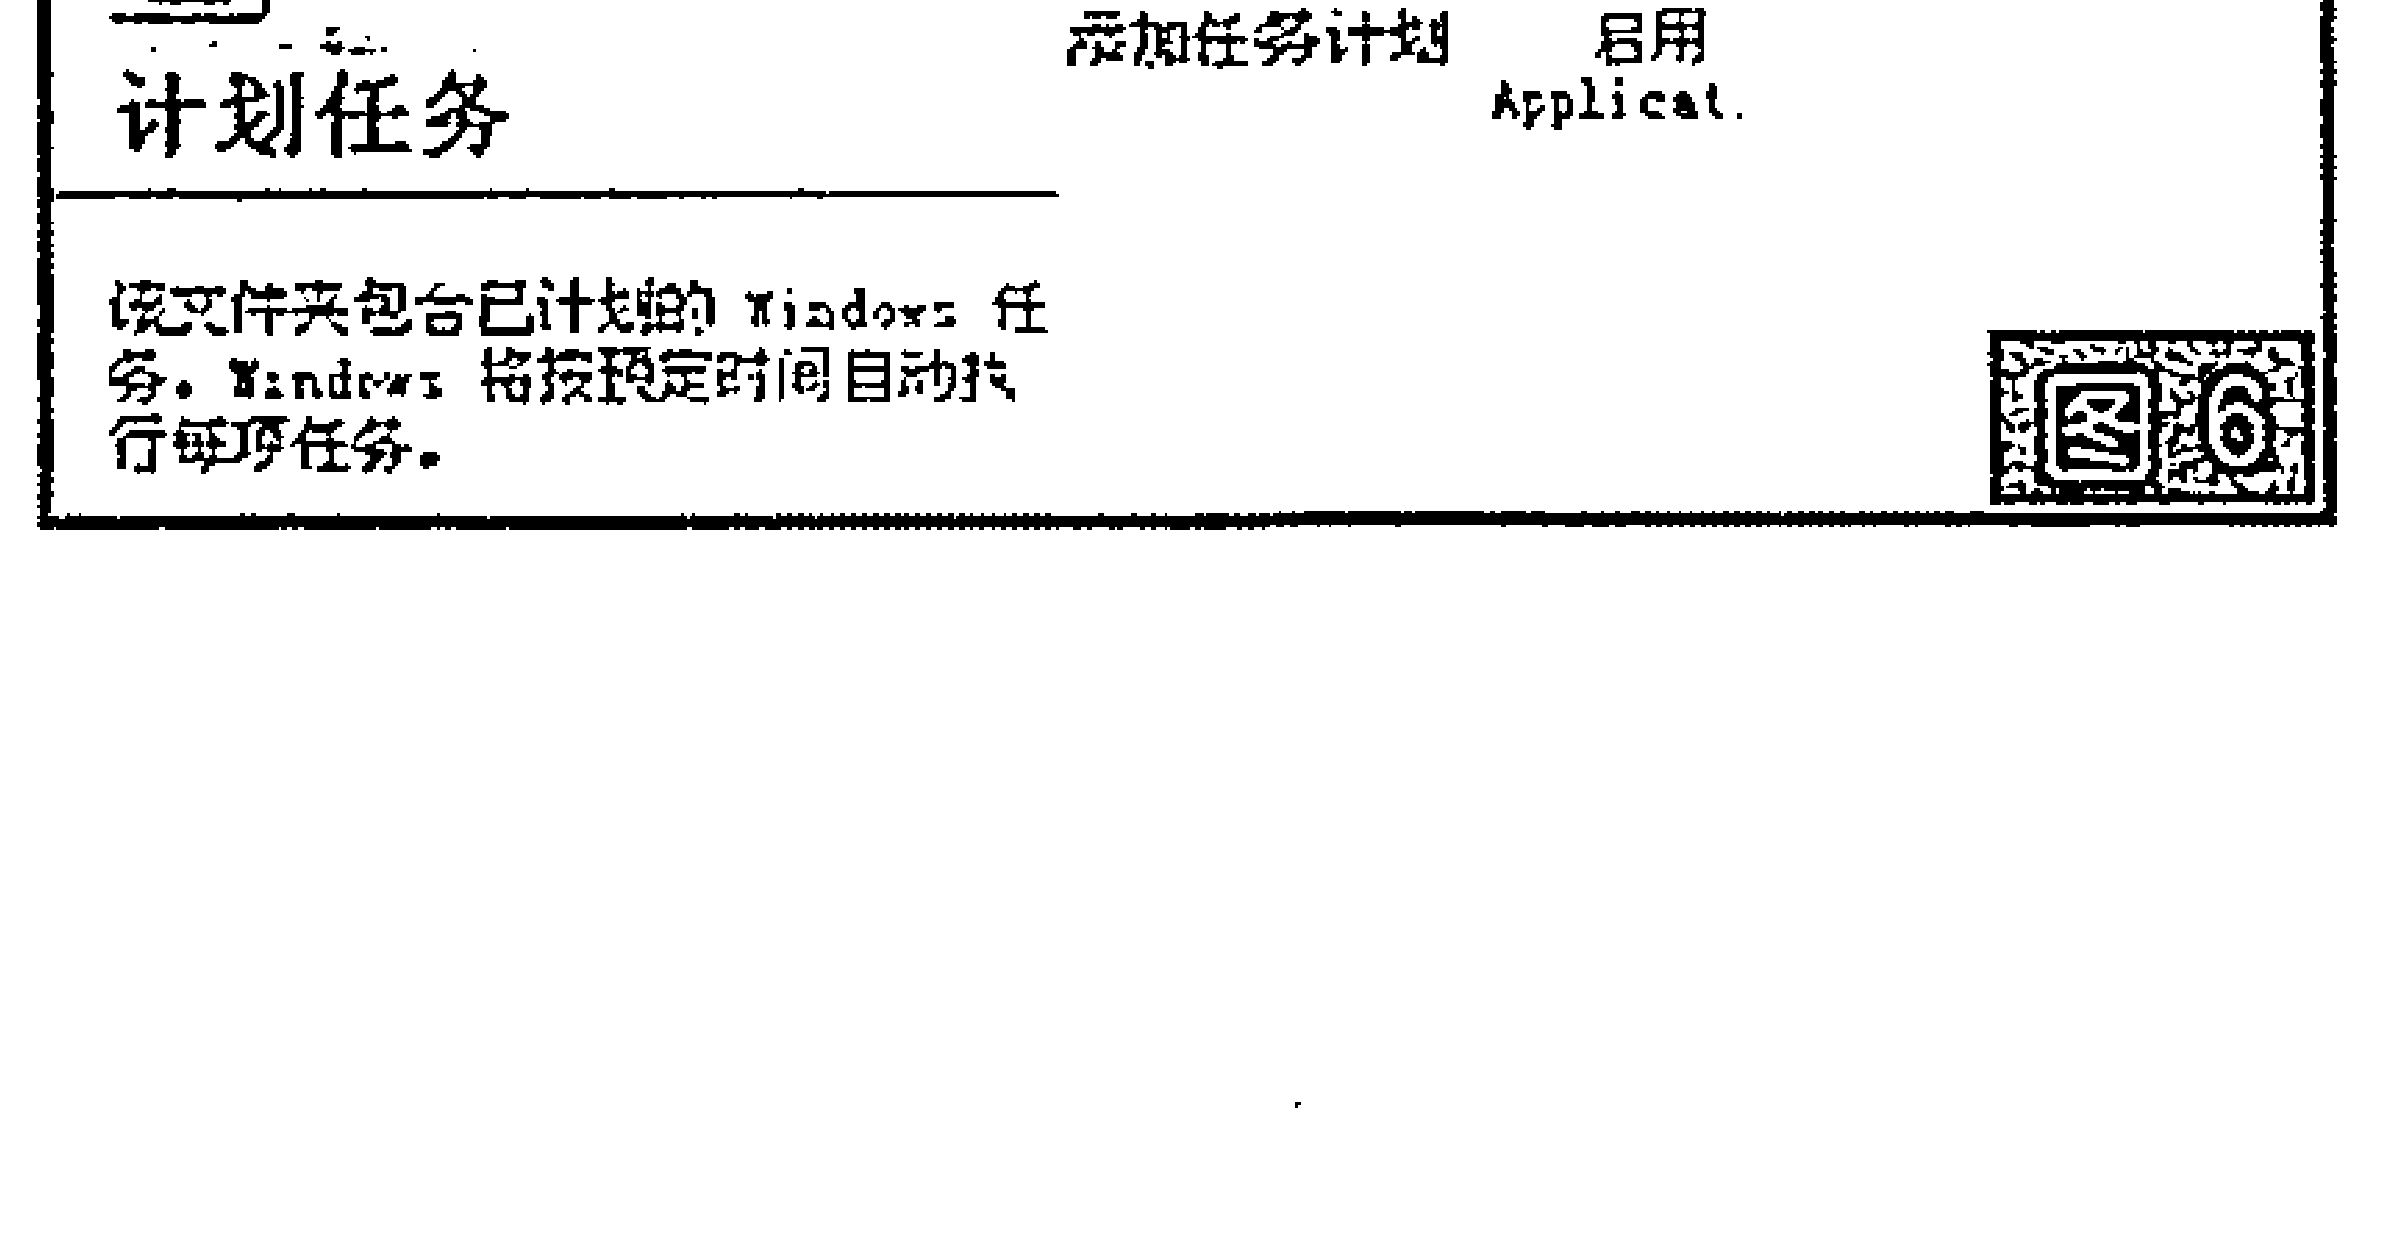 添加任务计划 启用
Applicat.
计划任务
该文件夹包含已计划的 Windows 任
务。Windows 将按预定时间自动执
行每项任务。
图6